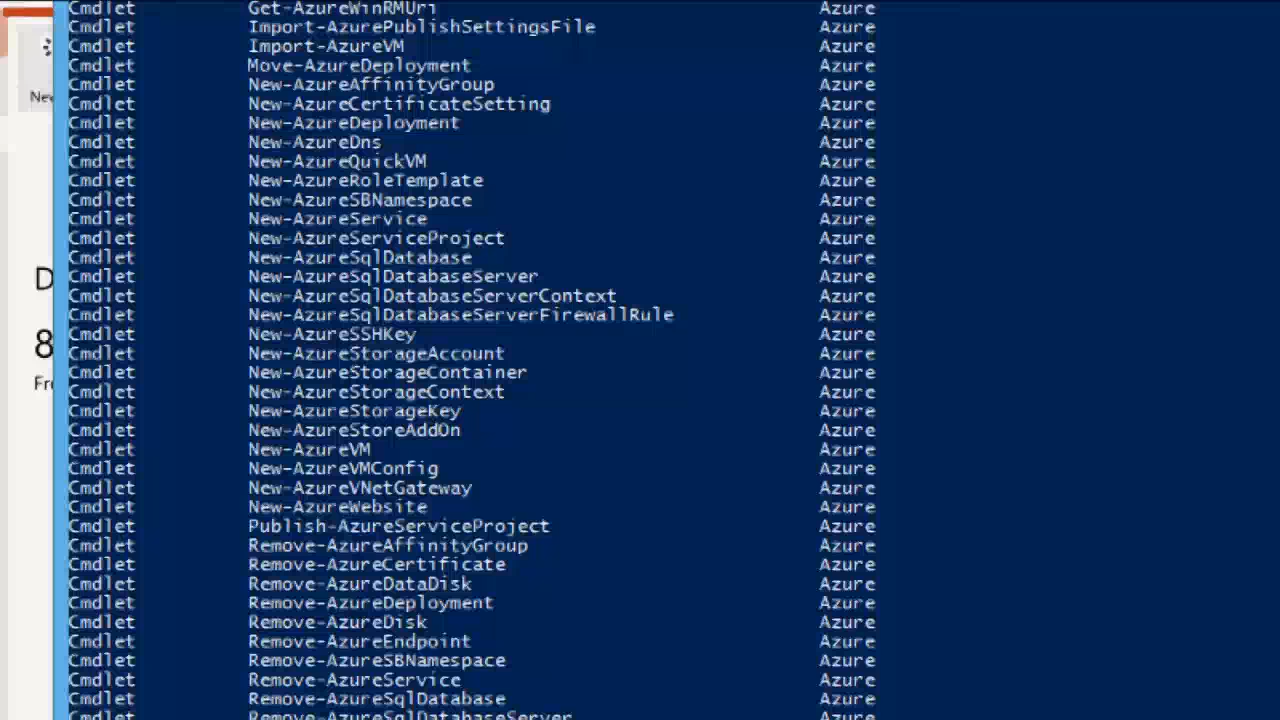 Cmdlet Get-AzureWinRMUri Azure
Cmdlet Import-AzurePublishSettingsFile Azure
Cmdlet Import-AzureVM Azure
Cmdlet Move-AzureDeployment Azure
Cmdlet New-AzureAffinityGroup Azure
New Cmdlet New-AzureCertificateSetting Azure
Cmdlet New-AzureDeployment Azure
Cmdlet New-AzureDns Azure
Cmdlet New-AzureQuickVM Azure
Cmdlet New-AzureRoleTemplate Azure
Cmdlet New-AzureSBNamespace Azure
Cmdlet New-AzureService Azure
Cmdlet New-AzureServiceProject Azure
Cmdlet New-AzureSqlDatabase Azure
D Cmdlet New-AzureSqlDatabaseServer Azure
Cmdlet New-AzureSqlDatabaseServerContext Azure
Cmdlet New-AzureSqlDatabaseServerFirewallRule Azure
8 Cmdlet New-AzureSSHKey Azure
Cmdlet New-AzureStorageAccount Azure
Cmdlet New-AzureStorageContainer Azure
Fr Cmdlet New-AzureStorageContext Azure
Cmdlet New-AzureStorageKey Azure
Cmdlet New-AzureStoreAddOn Azure
Cmdlet New-AzureVM Azure
Cmdlet New-AzureVMConfig Azure
Cmdlet New-AzureVNetGateway Azure
Cmdlet New-AzureWebsite Azure
Cmdlet Publish-AzureServiceProject Azure
Cmdlet Remove-AzureAffinityGroup Azure
Cmdlet Remove-AzureCertificate Azure
Cmdlet Remove-AzureDataDisk Azure
Cmdlet Remove-AzureDeployment Azure
Cmdlet Remove-AzureDisk Azure
Cmdlet Remove-AzureEndpoint Azure
Cmdlet Remove-AzureSBNamespace Azure
Cmdlet Remove-AzureService Azure
Cmdlet Remove-AzureSqlDatabase Azure
Cmdlet Remove-AzureSqlDatabaseServer Azure